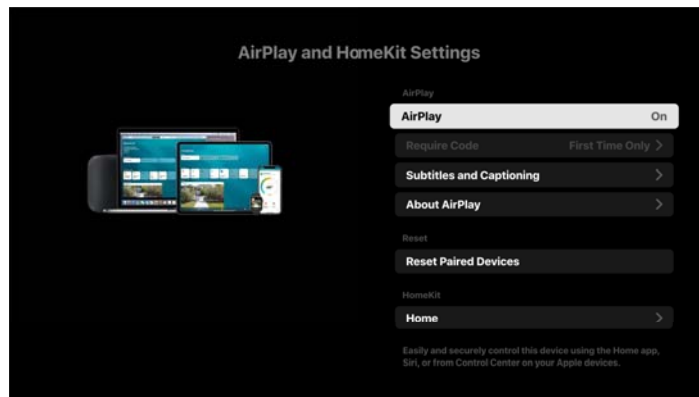 AirPlay and HomeKit Settings
AirPlay
AirPlay On
Require Code First Time Only >
Subtitles and Captioning >
About AirPlay >
Reset
Reset Paired Devices
HomeKit
Home >
Easily and securely control this device using the Home app,
Siri, or from Control Center on your Apple devices.